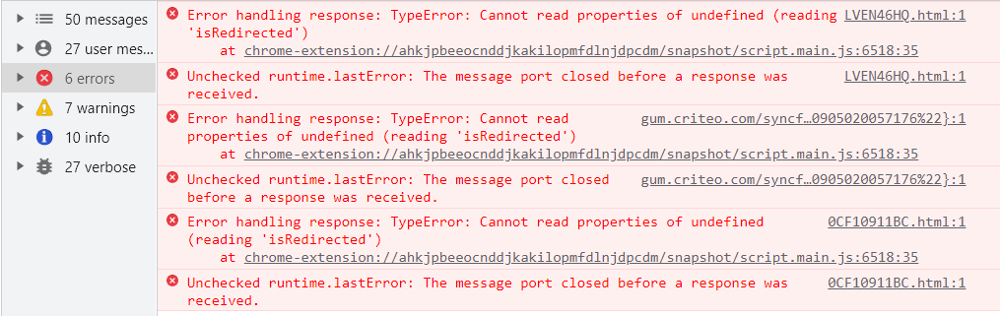 50 messages
27 user mes...
6 errors
7 warnings
10 info
27 verbose
Error handling response: TypeError: Cannot read properties of undefined (reading LVEN46HQ.html:1
'isRedirected')
at chrome-extension://ahkjpbeeocnddjkakilopmfdlnjdpcdm/snapshot/script.main.js:6518:35
Unchecked runtime.lastError: The message port closed before a response was LVEN46HQ.html:1
received.
Error handling response: TypeError: Cannot read gum.criteo.com/syncf…0905020057176%22}:1
properties of undefined (reading 'isRedirected')
at chrome-extension://ahkjpbeeocnddjkakilopmfdlnjdpcdm/snapshot/script.main.js:6518:35
Unchecked runtime.lastError: The message port closed gum.criteo.com/syncf…0905020057176%22}:1
before a response was received.
Error handling response: TypeError: Cannot read properties of undefined 0CF10911BC.html:1
(reading 'isRedirected')
at chrome-extension://ahkjpbeeocnddjkakilopmfdlnjdpcdm/snapshot/script.main.js:6518:35
Unchecked runtime.lastError: The message port closed before a response was 0CF10911BC.html:1
received.